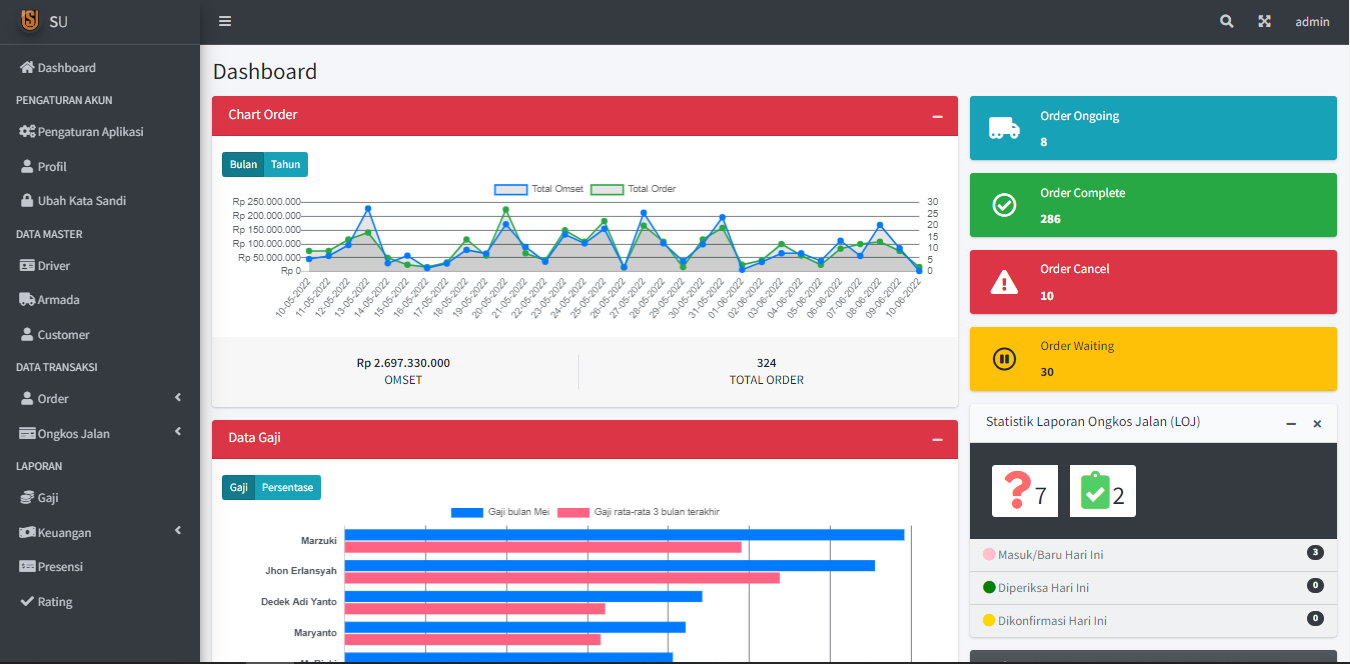 SU
admin
Dashboard
PENGATURAN AKUN
Pengaturan Aplikasi
Profil
Ubah Kata Sandi
DATA MASTER
Driver
Armada
Customer
DATA TRANSAKSI
Order
Ongkos Jalan
LAPORAN
Gaji
Keuangan
Presensi
Rating
Dashboard
Chart Order
Bulan Tahun
Total Omset Total Order
Rp 250.000.000 30
Rp 200.000.000 25
Rp 150.000.000 20
Rp 100.000.000 15
Rp 50.000.000 10
5
Rp 0 0
10-05-2022 11-05-2022 12-05-2022 13-05-2022 14-05-2022 15-05-2022 16-05-2022 17-05-2022 18-05-2022 19-05-2022 20-05-2022 21-05-2022 22-05-2022 23-05-2022 24-05-2022 25-05-2022 26-05-2022 27-05-2022 28-05-2022 29-05-2022 30-05-2022 31-05-2022 01-06-2022 02-06-2022 03-06-2022 04-06-2022 05-06-2022 06-06-2022 07-06-2022 08-06-2022 09-06-2022 10-06-2022
Rp 2.697.330.000 324
OMSET TOTAL ORDER
Data Gaji
Gaji Persentase
Gaji bulan Mei Gaji rata-rata 3 bulan terakhir
Marzuki
Jhon Erlansyah
Dedek Adi Yanto
Maryanto
Order Ongoing
8
Order Complete
286
Order Cancel
10
Order Waiting
30
Statistik Laporan Ongkos Jalan (LOJ)
7 2
Masuk/Baru Hari Ini 3
Diperiksa Hari Ini 0
Dikonfirmasi Hari Ini 0